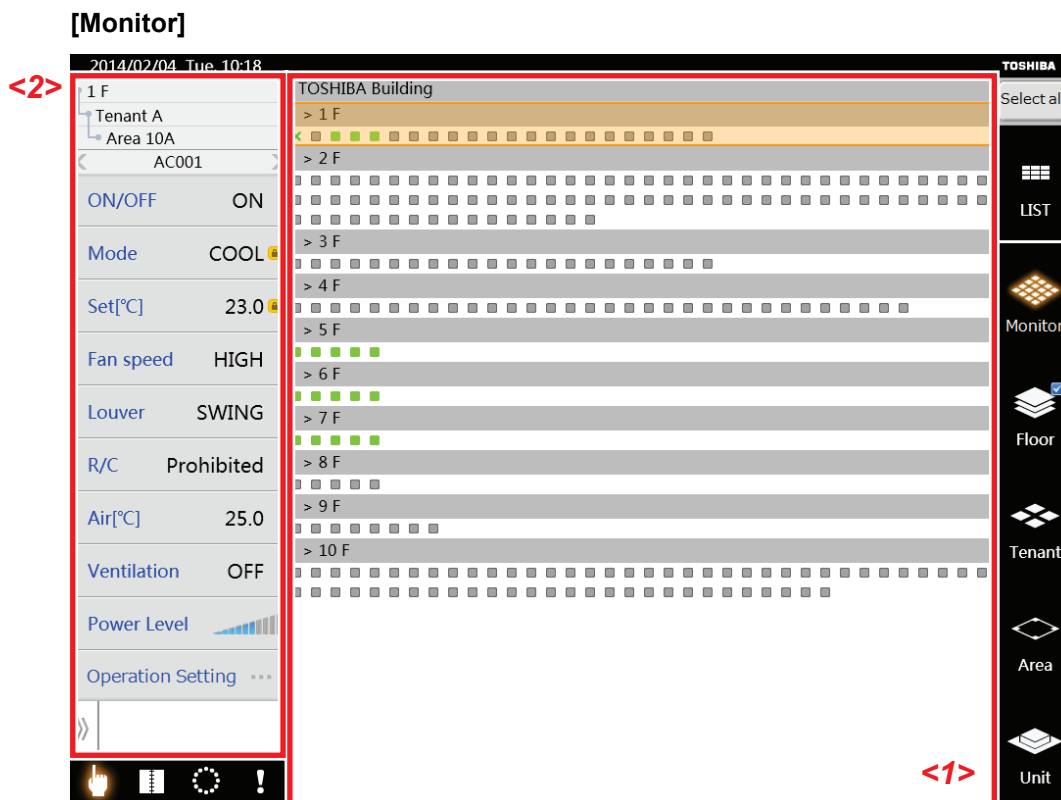 [Monitor]
2014/02/04 Tue. 10:18
TOSHIBA
<2>
1 F
Tenant A
Area 10A
AC001
ON/OFF ON
Mode COOL
Set[℃] 23.0
Fan speed HIGH
Louver SWING
R/C Prohibited
Air[℃] 25.0
Ventilation OFF
Power Level
Operation Setting ...
TOSHIBA Building
> 1 F
> 2 F
> 3 F
> 4 F
> 5 F
> 6 F
> 7 F
> 8 F
> 9 F
> 10 F
<1>
Select al
LIST
Monitor
Floor
Tenant
Area
Unit